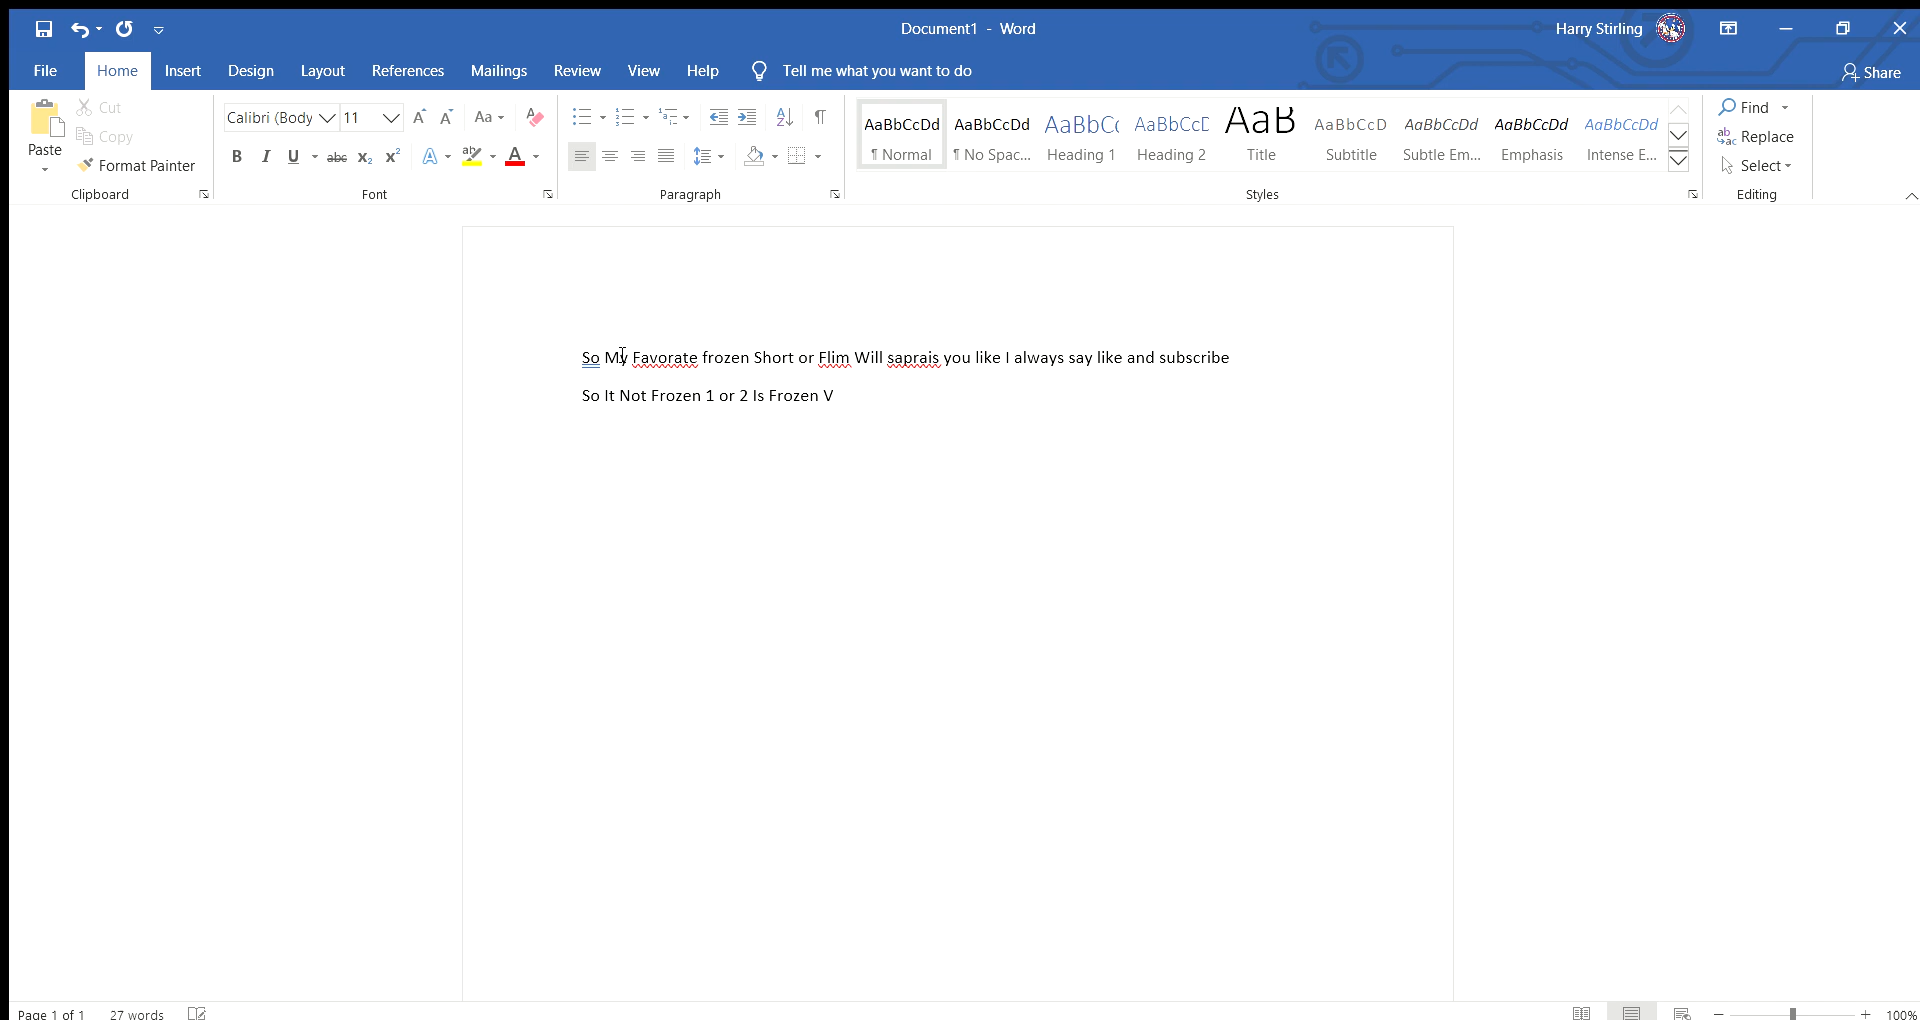 Document1 - Word
Harry Stirling
File Home Insert Design Layout References Mailings Review View Help Tell me what you want to do
Share
Paste
Cut
Copy
Format Painter
Clipboard
Calibri (Body 11
Font
Paragraph
AaBbCcDd AaBbCcDd AaBbCc AaBbCcD AaB AaBbCcD AaBbCcDd AaBbCcDd AaBbCcDd
¶ Normal ¶ No Spac... Heading 1 Heading 2 Title Subtitle Subtle Em... Emphasis Intense E...
Styles
Find
Replace
Select
Editing
So My Favorate frozen Short or Flim Will saprais you like I always say like and subscribe
So It Not Frozen 1 or 2 Is Frozen V
Page 1 of 1 27 words
100%